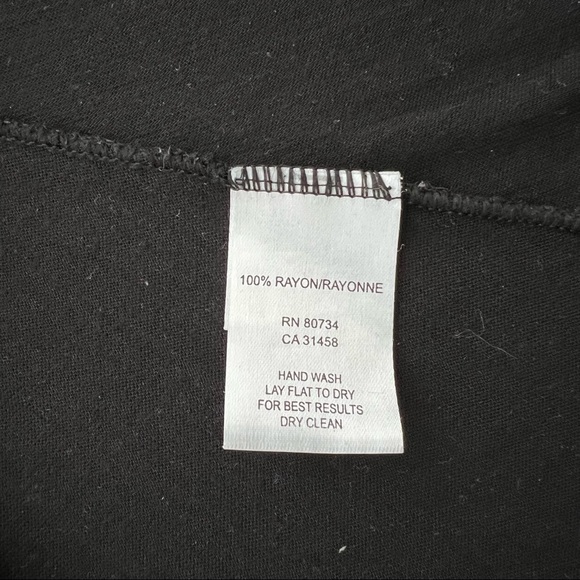 100% RAYON/RAYONNE
RN 80734
CA 31458
HAND WASH
LAY FLAT TO DRY
FOR BEST RESULTS
DRY CLEAN